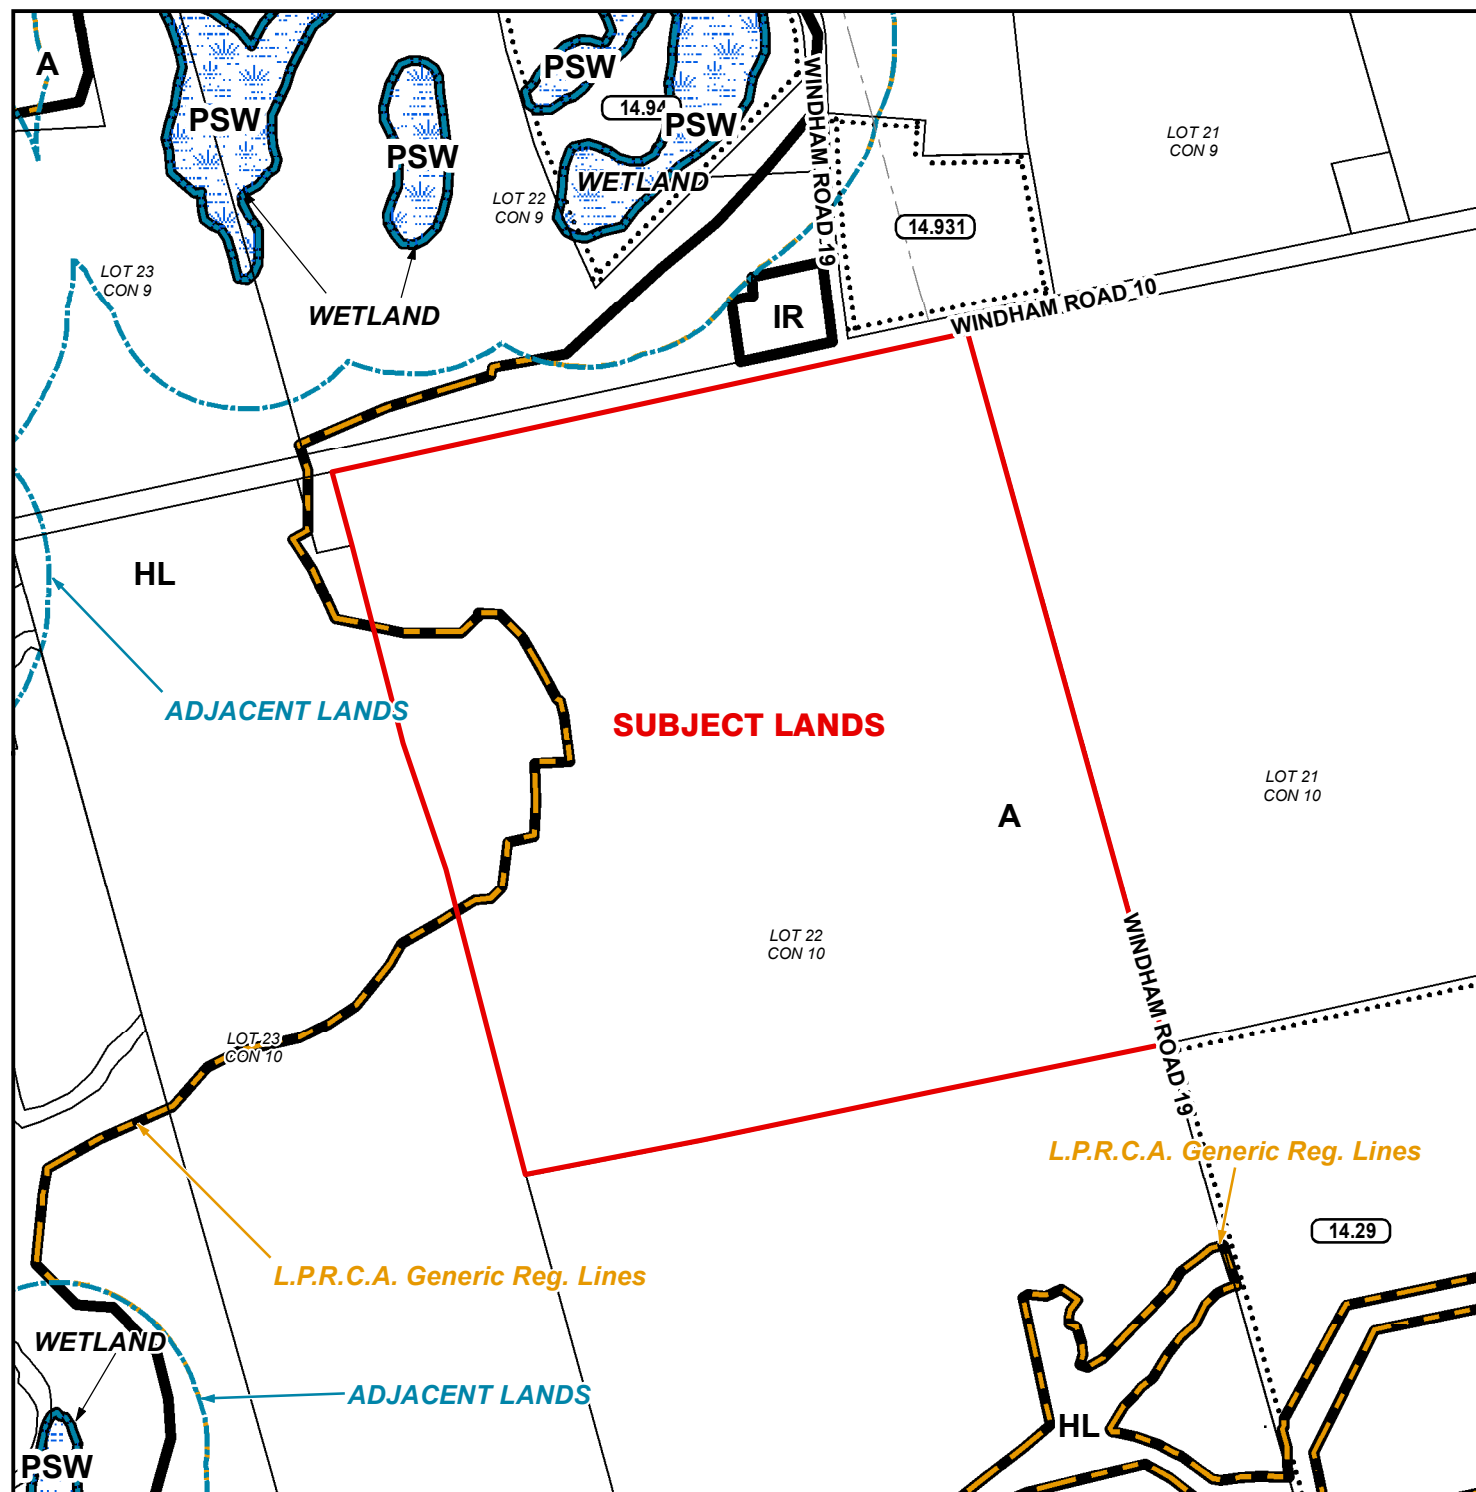 A
PSW
PSW
PSW
14.94
PSW
WINDHAM ROAD 19
LOT 21
CON 9
WETLAND
LOT 22
CON 9
14.931
LOT 23
CON 9
WETLAND
IR
WINDHAM ROAD 10
HL
ADJACENT LANDS
SUBJECT LANDS
LOT 21
CON 10
A
LOT 22
CON 10
WINDHAM ROAD 19
LOT 23
CON 10
L.P.R.C.A. Generic Reg. Lines
14.29
L.P.R.C.A. Generic Reg. Lines
WETLAND
ADJACENT LANDS
HL
PSW